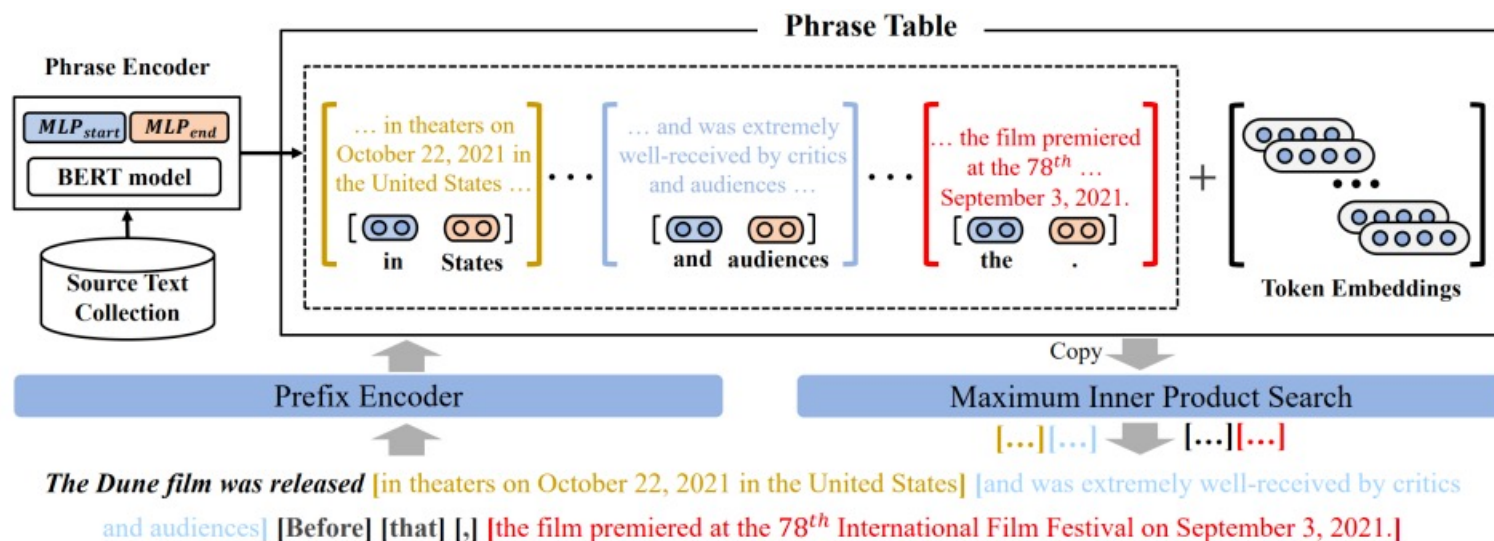 Phrase Table
Phrase Encoder
MLP_start MLP_end
BERT model
Source Text
Collection
… in theaters on
October 22, 2021 in
the United States …
[ ]
in States
…
… and was extremely
well-received by critics
and audiences …
[ ]
and audiences
…
… the film premiered
at the 78^th …
September 3, 2021.
[ ]
the .
+
…
Token Embeddings
Copy
Prefix Encoder
Maximum Inner Product Search
[…][…] […][…]
The Dune film was released [in theaters on October 22, 2021 in the United States] [and was extremely well-received by critics
and audiences] [Before] [that] [,] [the film premiered at the 78^th International Film Festival on September 3, 2021.]